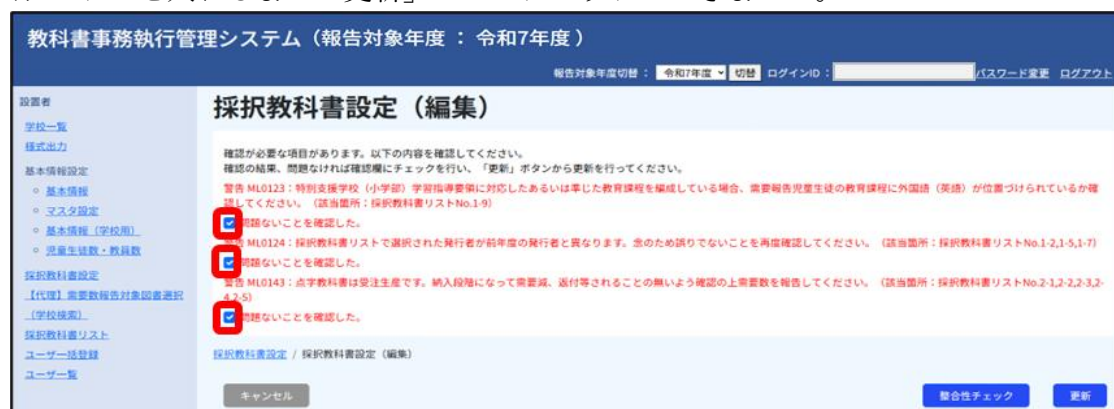 教科書事務執行管理システム（報告対象年度 ： 令和7年度 ）
報告対象年度切替 ： 令和7年度 切替 ログインID ： パスワード変更 ログアウト
設置者
学校一覧
様式出力
基本情報設定
基本情報
マスタ設定
基本情報（学校用）
児童生徒数・教員数
採択教科書設定
【代理】需要数報告対象図書選択
（学校検索）
採択教科書リスト
ユーザー括登録
ユーザー覧
採択教科書設定（編集）
確認が必要な項目があります。以下の内容を確認してください。
確認の結果、問題なければ確認欄にチェックを行い、「更新」ボタンから更新を行ってください。
警告 ML0123：特別支援学校（小学部）学習指導要領に対応したあるいは準じた教育課程を編成している場合、需要報告児童生徒の教育課程に外国語（英語）が位置づけられているか確
認してください。（該当箇所：採択教科書リストNo.1-9）
問題ないことを確認した。
警告 ML0124：採択教科書リストで選択された発行者が前年度の発行者と異なります。念のため誤りでないことを再度確認してください。（該当箇所：採択教科書リストNo.1-2,1-5,1-7）
問題ないことを確認した。
警告 ML0143：点字教科書は受注生産です。納入段階になって需要減、返付等されることの無いよう確認の上需要数を報告してください。（該当箇所：採択教科書リストNo.2-1,2-2,2-3,2-
4,2-5）
問題ないことを確認した。
採択教科書設定 / 採択教科書設定（編集）
キャンセル 整合性チェック 更新